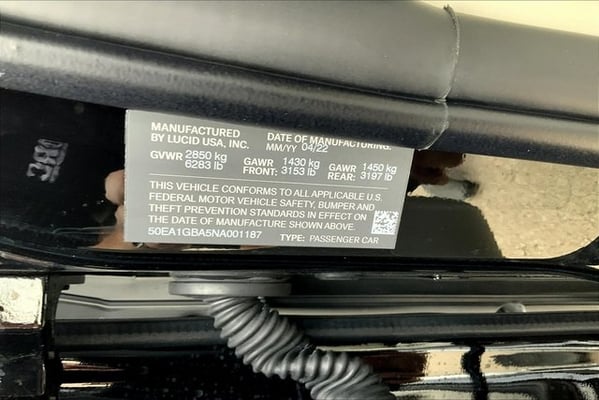 MANUFACTURED BY LUCID USA, INC.
DATE OF MANUFACTURING. MM/YY 04/22
GVWR 2850 kg 6283 lb
GAWR FRONT: 1430 kg 3153 lb
GAWR REAR: 1450 kg 3197 lb
THIS VEHICLE CONFORMS TO ALL APPLICABLE U.S.
FEDERAL MOTOR VEHICLE SAFETY, BUMPER AND
THEFT PREVENTION STANDARDS IN EFFECT ON
THE DATE OF MANUFACTURE SHOWN ABOVE.
50EA1GBA5NA001187 TYPE: PASSENGER CAR